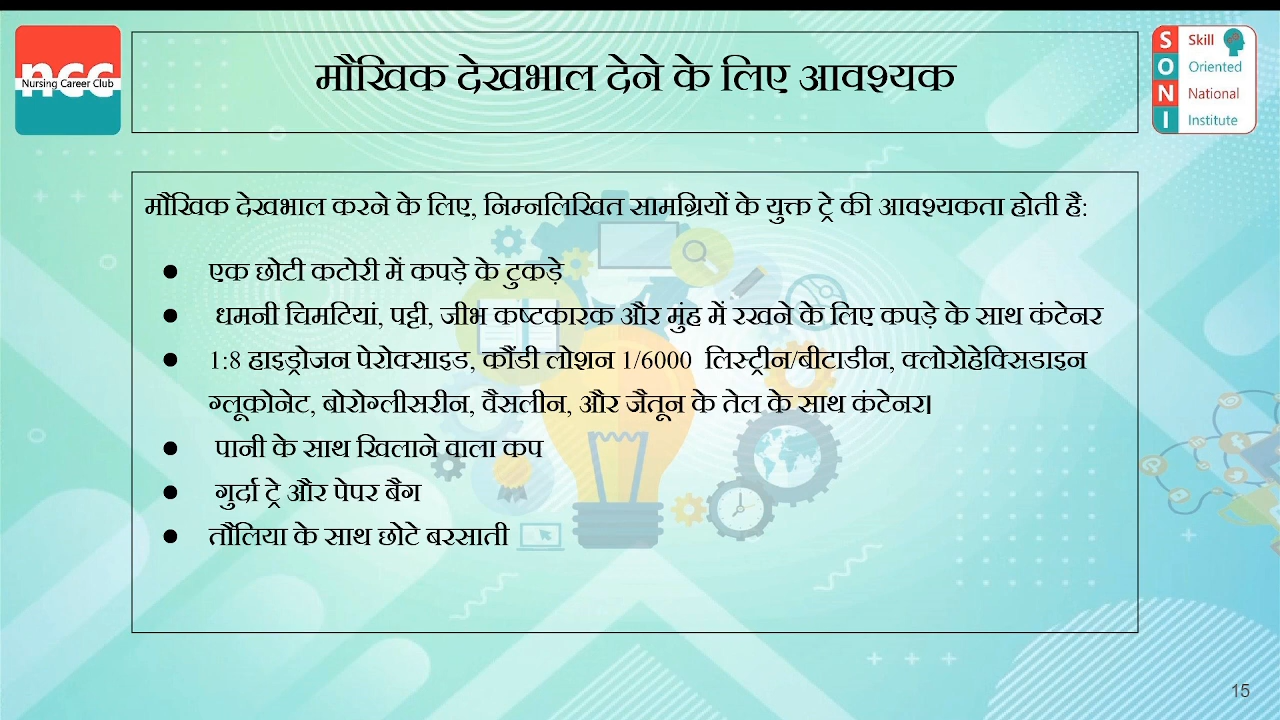 ncc
Nursing Career Club
मौखिक देखभाल देने के लिए आवश्यक
S Skill
O Oriented
N National
I Institute
मौखिक देखभाल करने के लिए, निम्नलिखित सामग्रियों के युक्त ट्रे की आवश्यकता होती है:
● एक छोटी कटोरी में कपड़े के टुकड़े
● धमनी चिमटियां, पट्टी, जीभ कष्टकारक और मुंह में रखने के लिए कपड़े के साथ कंटेनर
● 1:8 हाइड्रोजन पेरोक्साइड, कौंडी लोशन 1/6000 लिस्ट्रीन/बीटाडीन, क्लोरोहेक्सिडाइन
ग्लूकोनेट, बोरोग्लीसरीन, वैसलीन, और जैतून के तेल के साथ कंटेनर।
● पानी के साथ खिलाने वाला कप
● गुर्दा ट्रे और पेपर बैग
● तौलिया के साथ छोटे बरसाती
15